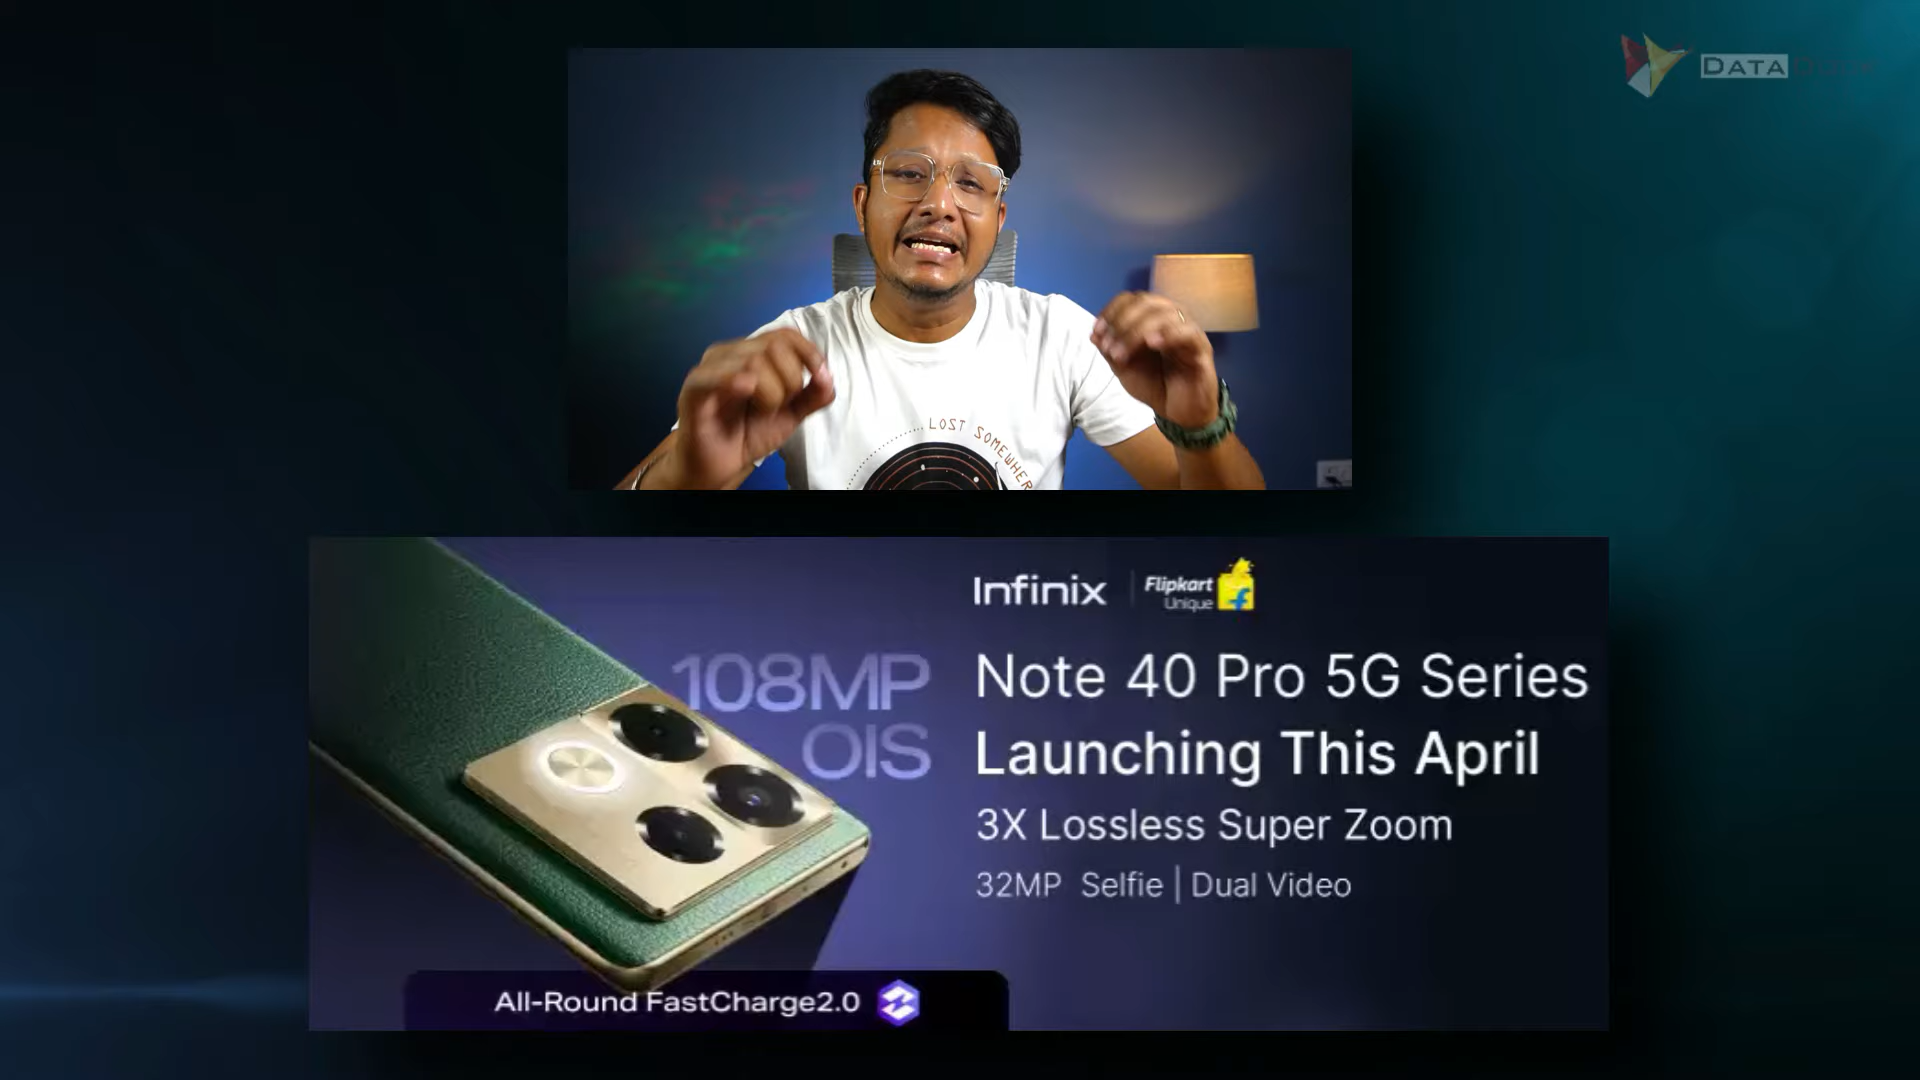 DATA
LOST SOMEWHER
Infinix
Flipkart
Unique
108MP
OIS
Note 40 Pro 5G Series
Launching This April
3X Lossless Super Zoom
32MP Selfie | Dual Video
All-Round FastCharge2.0